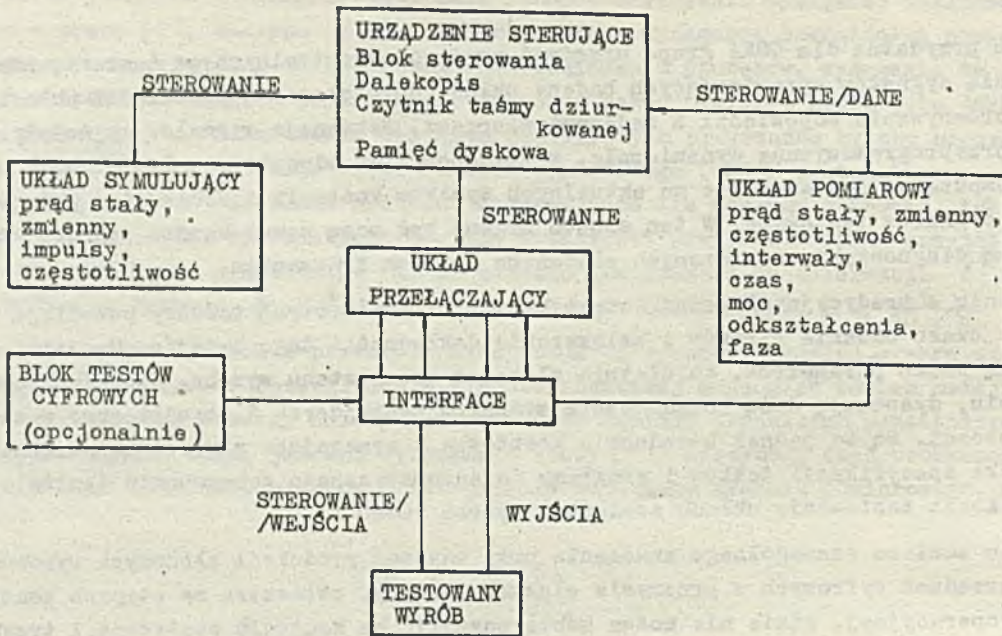 URZĄDZENIE STERUJĄCE
Blok sterowania
Dalekopis
Czytnik taśmy dziur-
kowanej
Pamięć dyskowa
STEROWANIE
STEROWANIE/DANE
UKŁAD SYMULUJĄCY
prąd stały,
zmienny,
impulsy,
częstotliwość
STEROWANIE
UKŁAD POMIAROWY
prąd stały, zmienny,
częstotliwość,
interwały,
czas,
moc,
odkształcenia,
faza
UKŁAD
PRZEŁĄCZAJĄCY
BLOK TESTÓW
CYFROWYCH
(opcjonalnie)
INTERFACE
STEROWANIE/
/WEJŚCIA
WYJŚCIA
TESTOWANY
WYRÓB